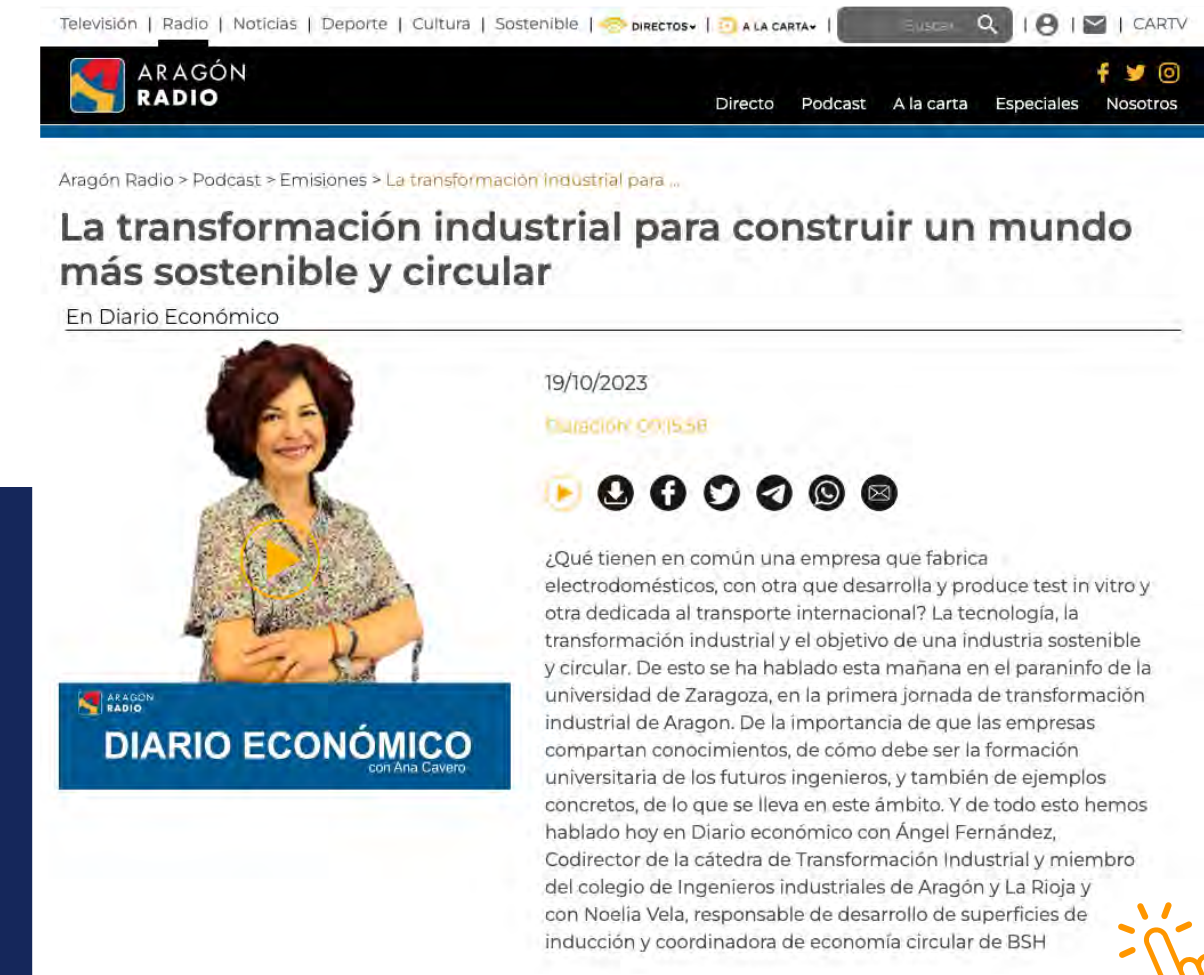 Televisión | Radio | Noticias | Deporte | Cultura | Sostenible | DIRECTOS | A LA CARTA | Buscar | | | CARTV
ARAGÓN
RADIO
Directo Podcast A la carta Especiales Nosotros
Aragón Radio > Podcast > Emisiones > La transformación industrial para ...
La transformación industrial para construir un mundo
más sostenible y circular
En Diario Económico
19/10/2023
Duración: 00:15:58
¿Qué tienen en común una empresa que fabrica
electrodomésticos, con otra que desarrolla y produce test in vitro y
otra dedicada al transporte internacional? La tecnología, la
transformación industrial y el objetivo de una industria sostenible
y circular. De esto se ha hablado esta mañana en el paraninfo de la
universidad de Zaragoza, en la primera jornada de transformación
industrial de Aragon. De la importancia de que las empresas
compartan conocimientos, de cómo debe ser la formación
universitaria de los futuros ingenieros, y también de ejemplos
concretos, de lo que se lleva en este ámbito. Y de todo esto hemos
hablado hoy en Diario económico con Ángel Fernández,
Codirector de la cátedra de Transformación Industrial y miembro
del colegio de Ingenieros industriales de Aragón y La Rioja y
con Noelia Vela, responsable de desarrollo de superficies de
inducción y coordinadora de economía circular de BSH
ARAGÓN
RADIO
DIARIO ECONÓMICO
con Ana Cavero